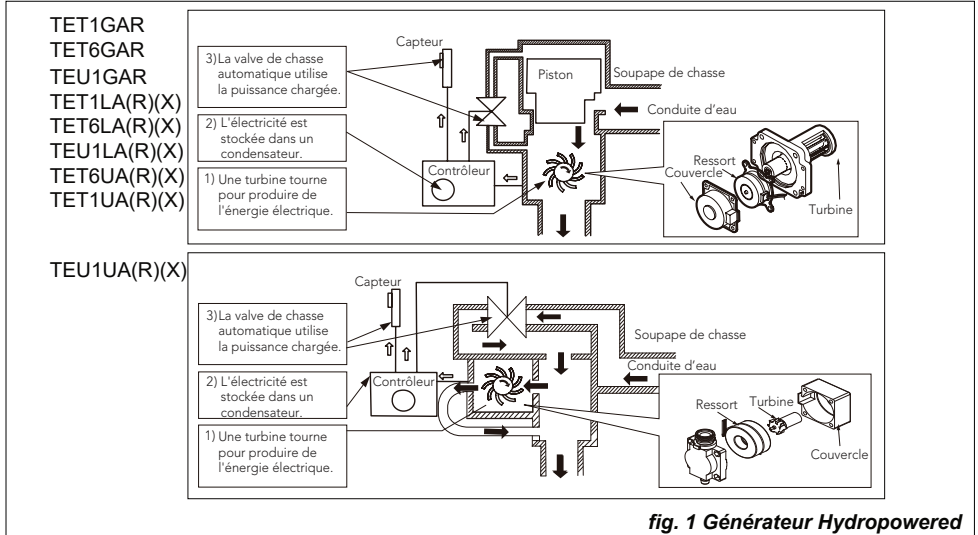 TET1GAR
TET6GAR
TEU1GAR
TET1LA(R)(X)
TET6LA(R)(X)
TEU1LA(R)(X)
TET6UA(R)(X)
TET1UA(R)(X)
3) La valve de chasse
automatique utilise
la puissance chargée.
2) L'électricité est
stockée dans un
condensateur.
1) Une turbine tourne
pour produire de
l'énergie électrique.
Capteur
Contrôleur
Piston
Soupape de chasse
Conduite d'eau
Ressort
Couvercle
Turbine
TEU1UA(R)(X)
Capteur
3) La valve de chasse
automatique utilise
la puissance chargée.
2) L'électricité est
stockée dans un
condensateur.
1) Une turbine tourne
pour produire de
l'énergie électrique.
Contrôleur
Soupape de chasse
Conduite d'eau
Ressort
Turbine
Couvercle
fig. 1 Générateur Hydropowered